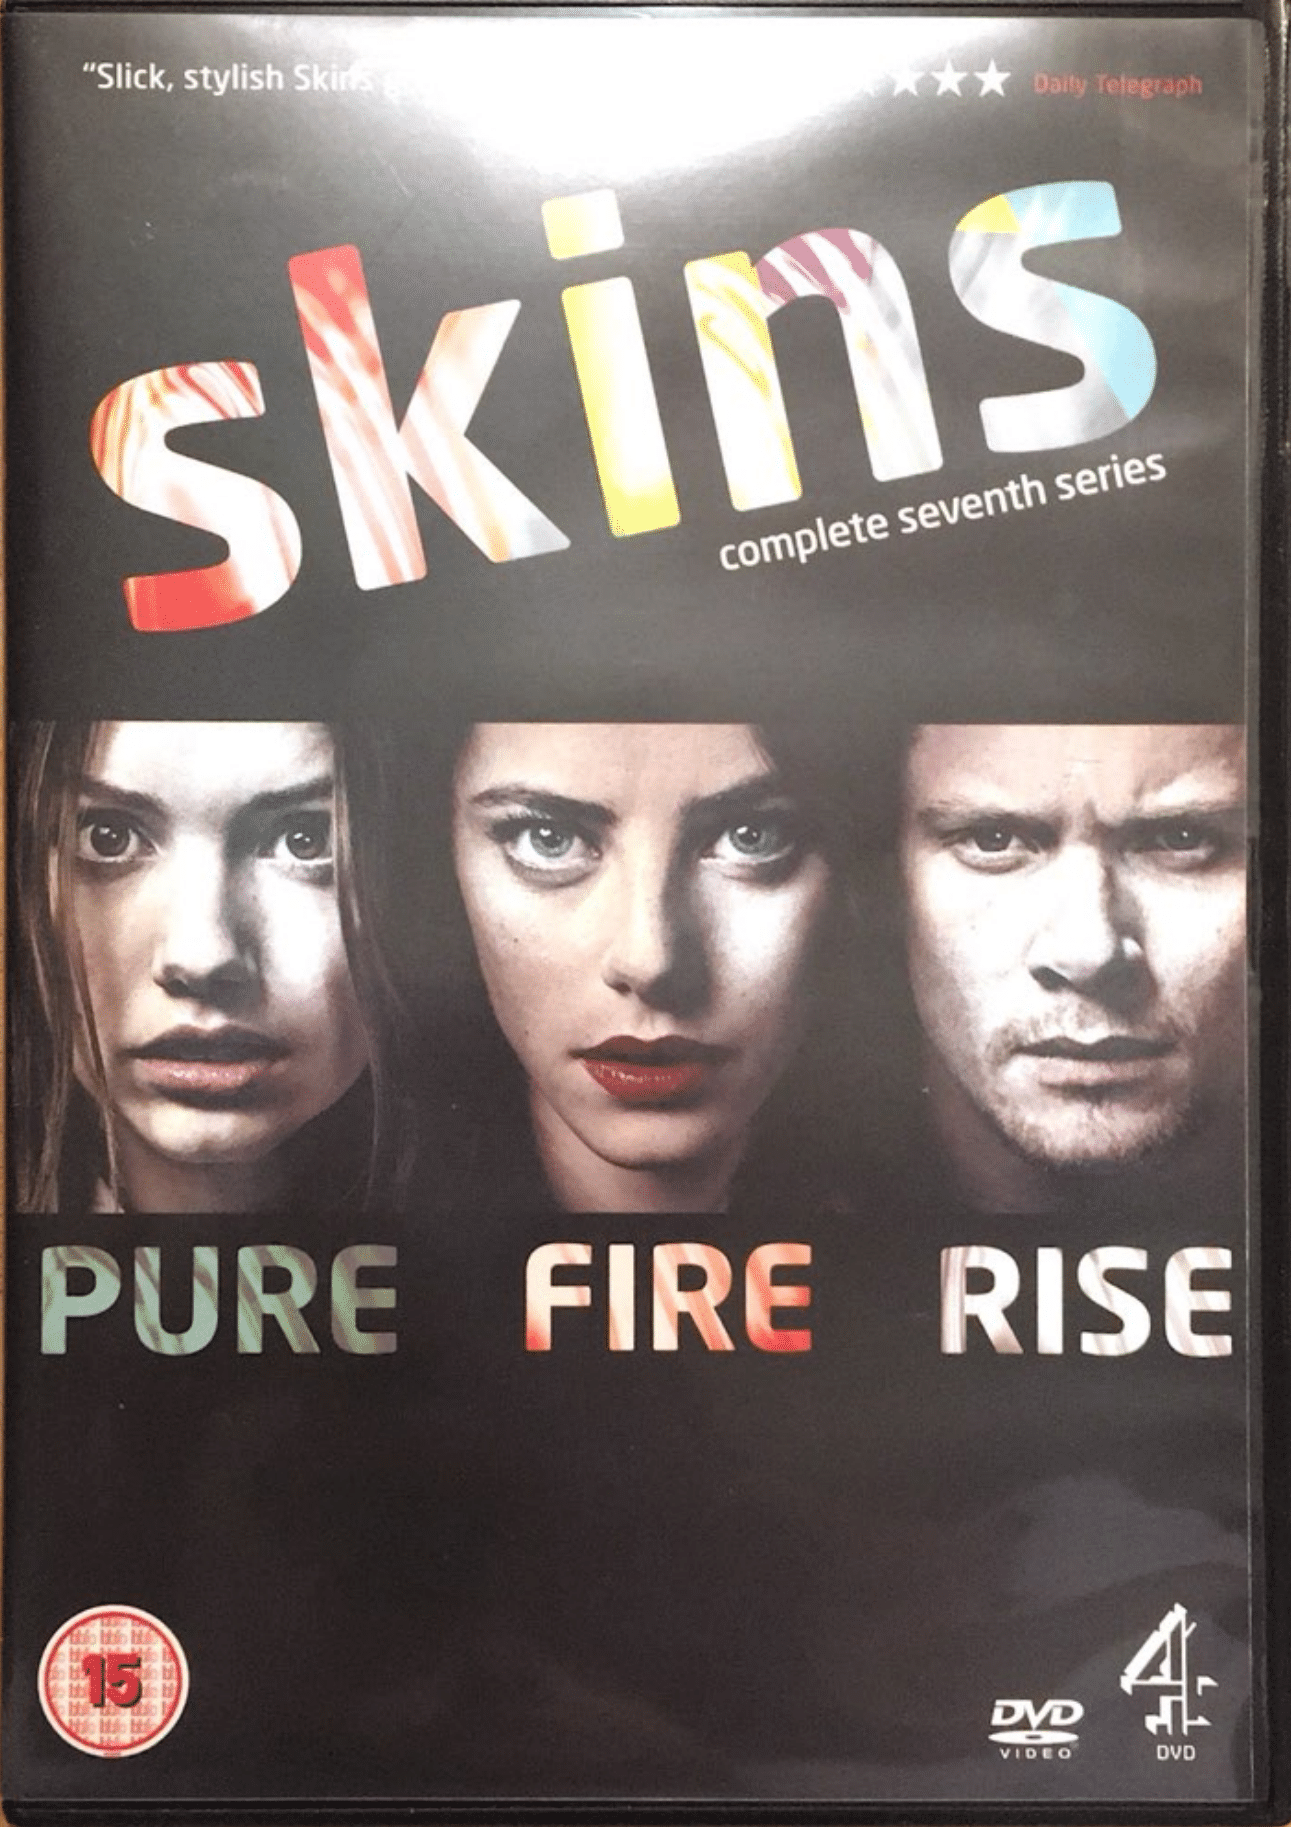 “Slick, stylish Skins
Daily Telegraph
skins
complete seventh series
PURE FIRE RISE
15
DVD
VIDEO
4
DVD